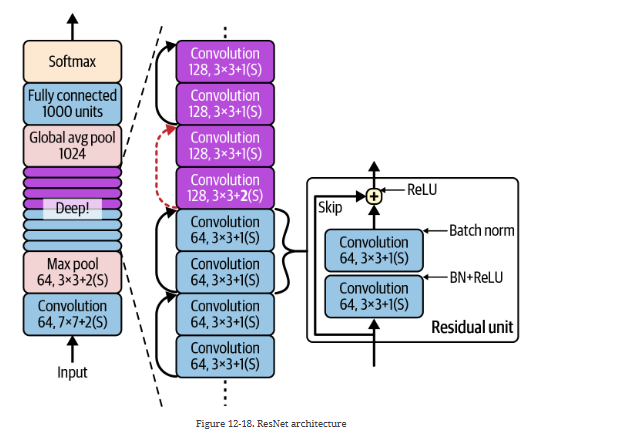 Softmax
Fully connected
1000 units
Global avg pool
1024
Deep!
Max pool
64, 3×3+2(S)
Convolution
64, 7×7+2(S)
Input
Convolution
128, 3×3+1(S)
Convolution
128, 3×3+1(S)
Convolution
128, 3×3+1(S)
Convolution
128, 3×3+2(S)
Convolution
64, 3×3+1(S)
Convolution
64, 3×3+1(S)
Convolution
64, 3×3+1(S)
Convolution
64, 3×3+1(S)
+
ReLU
Skip
Batch norm
Convolution
64, 3×3+1(S)
BN+ReLU
Convolution
64, 3×3+1(S)
Residual unit
Figure 12-18. ResNet architecture